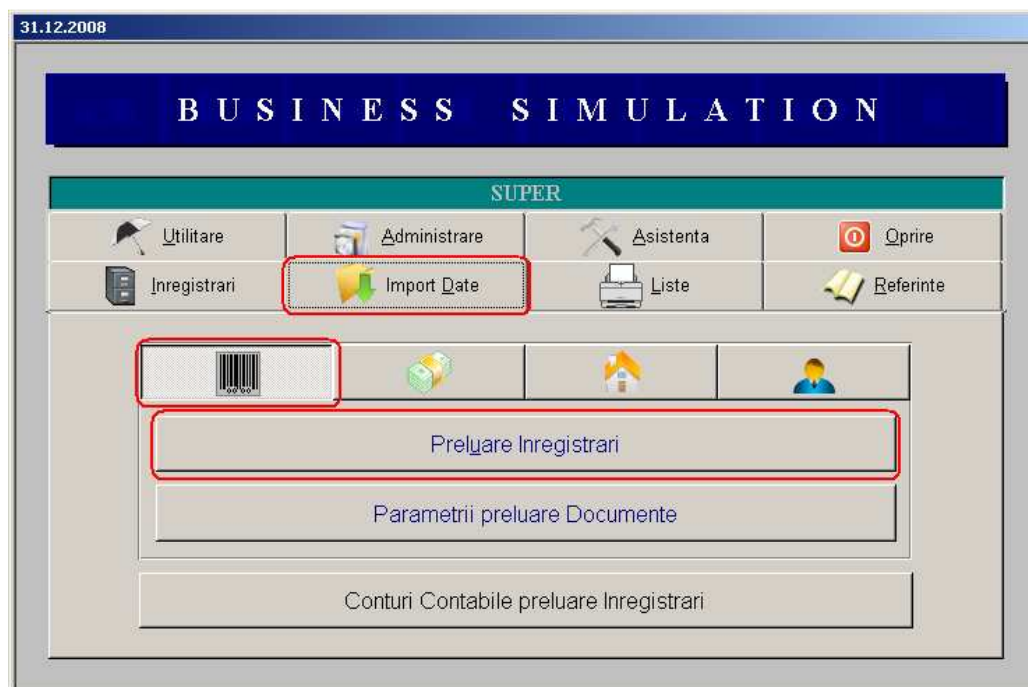 31.12.2008
BUSINESS SIMULATION
SUPER
Utilitare Administrare Asistenta Oprire
Inregistrari Import Date Liste Referinte
Preluare Inregistrari
Parametrii preluare Documente
Conturi Contabile preluare Inregistrari